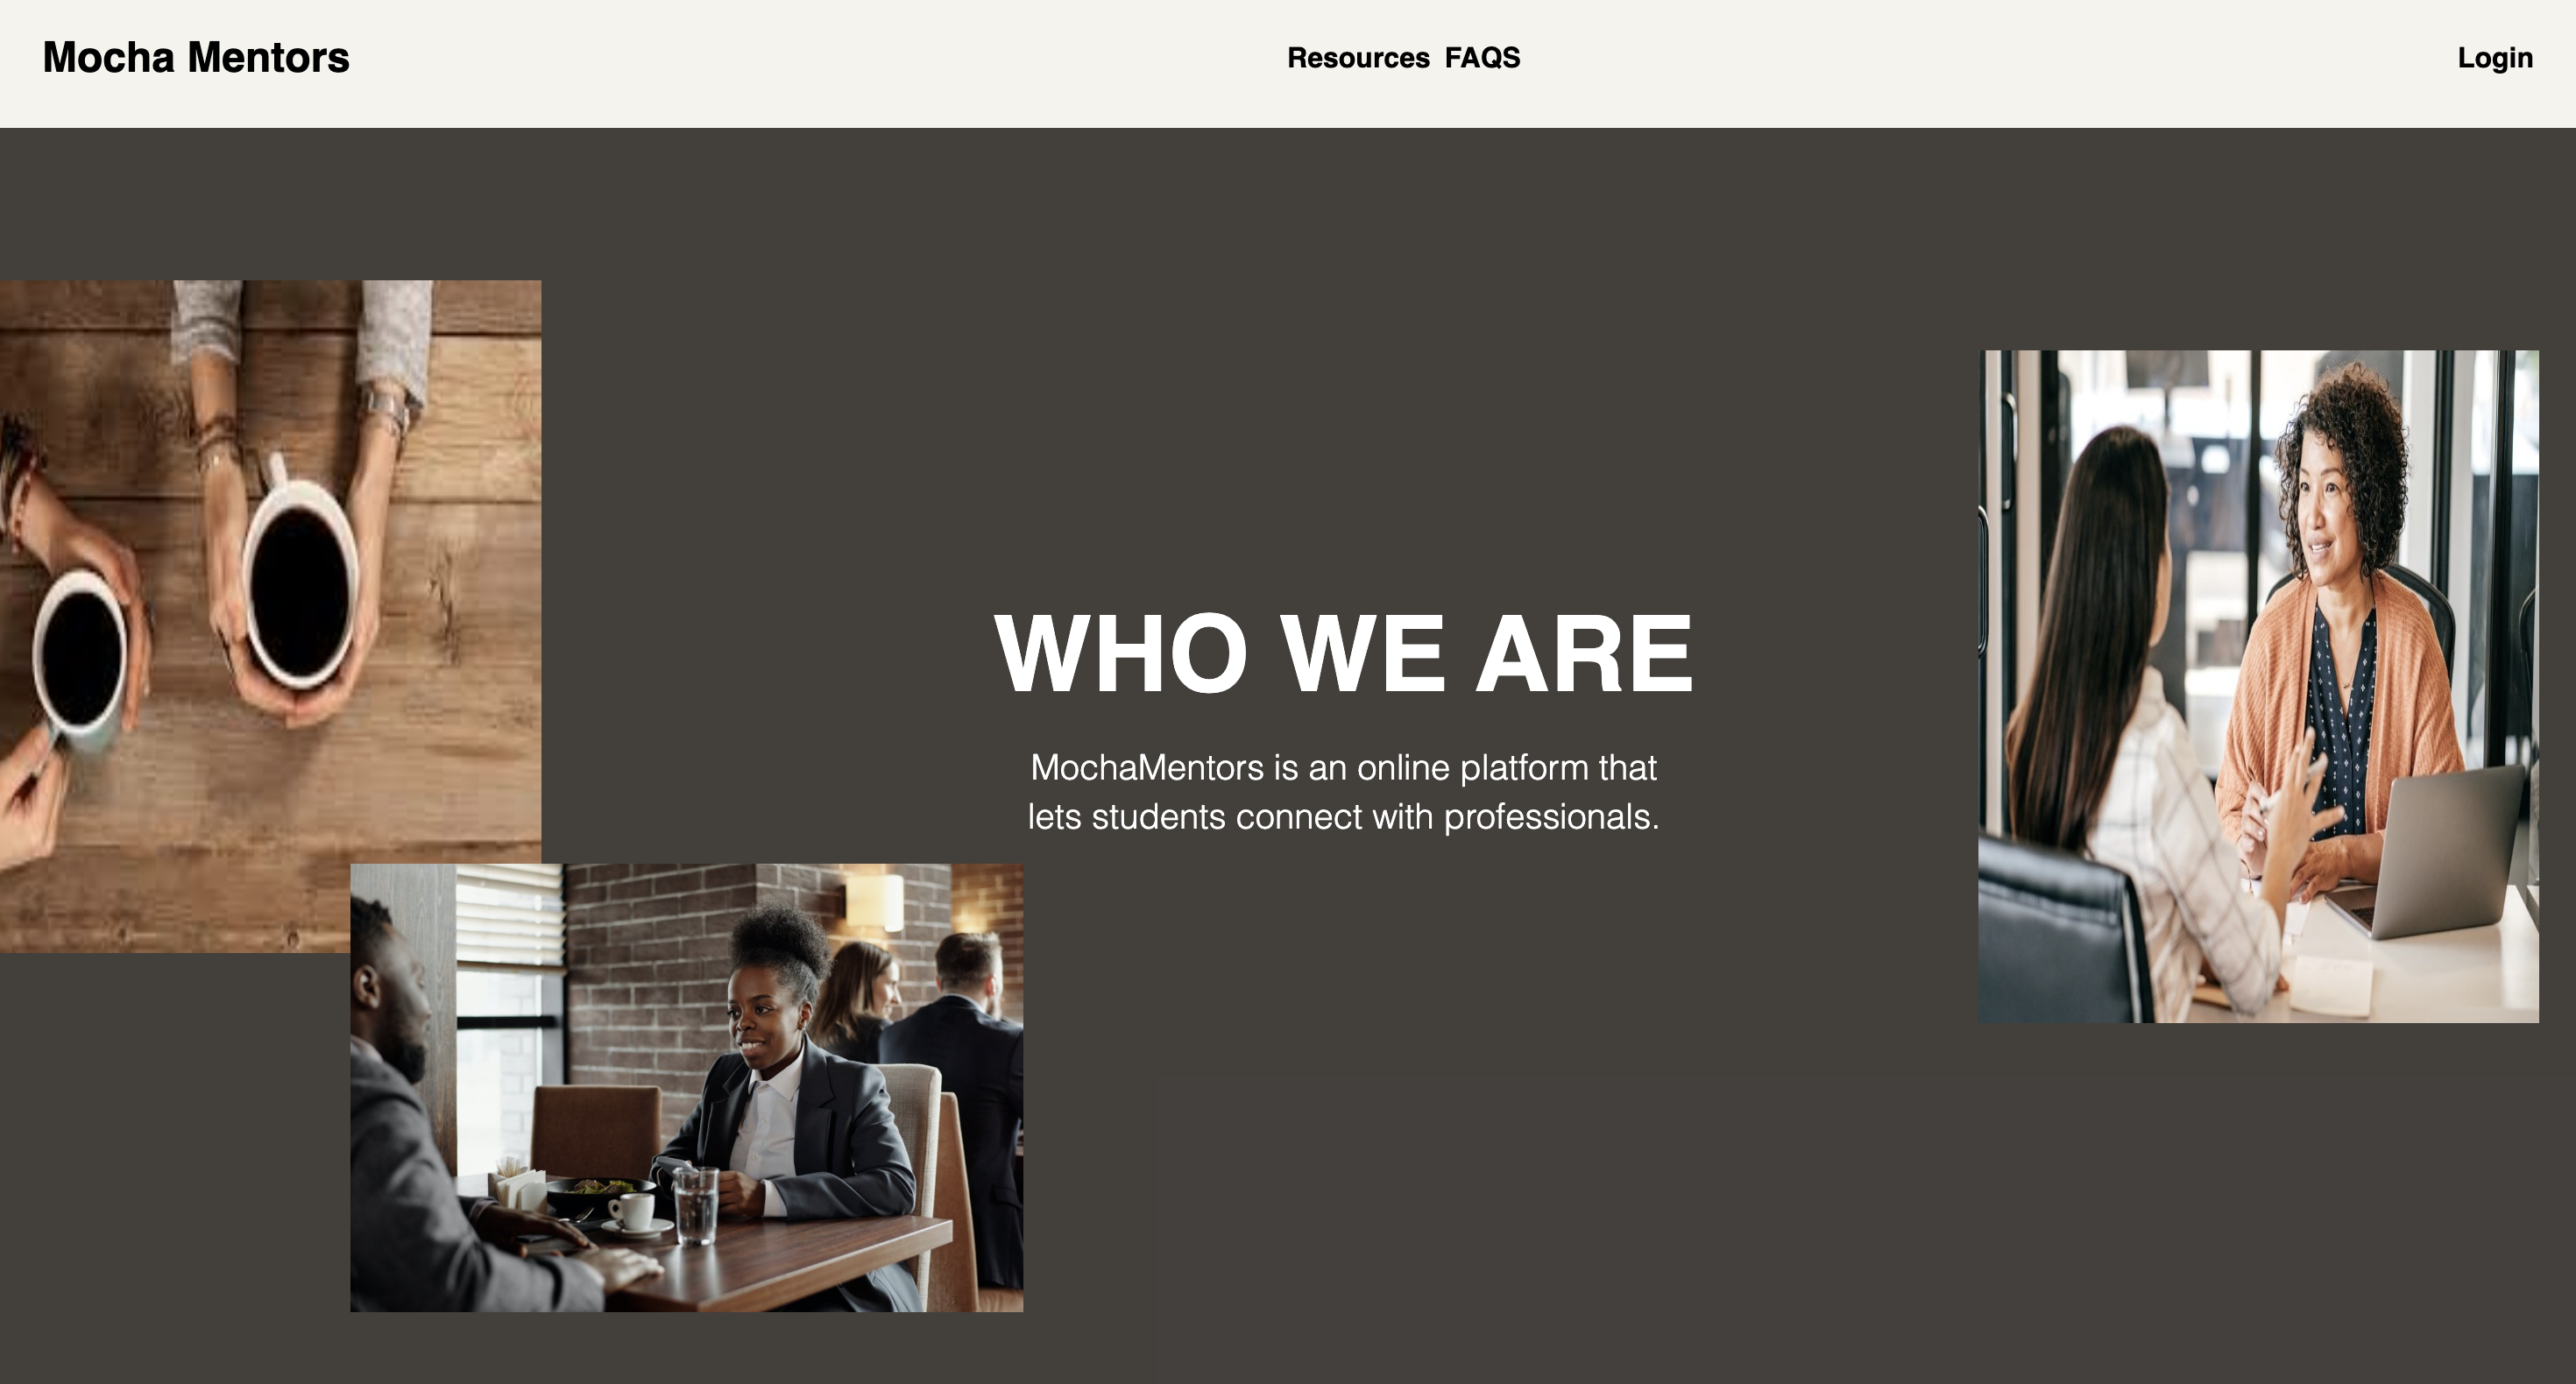 Mocha Mentors
Resources FAQS
Login
WHO WE ARE
MochaMentors is an online platform that
lets students connect with professionals.